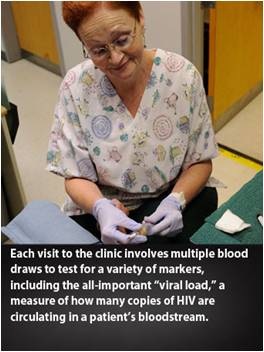 Each visit to the clinic involves multiple blood
draws to test for a variety of markers,
including the all-important “viral load,” a
measure of how many copies of HIV are
circulating in a patient’s bloodstream.